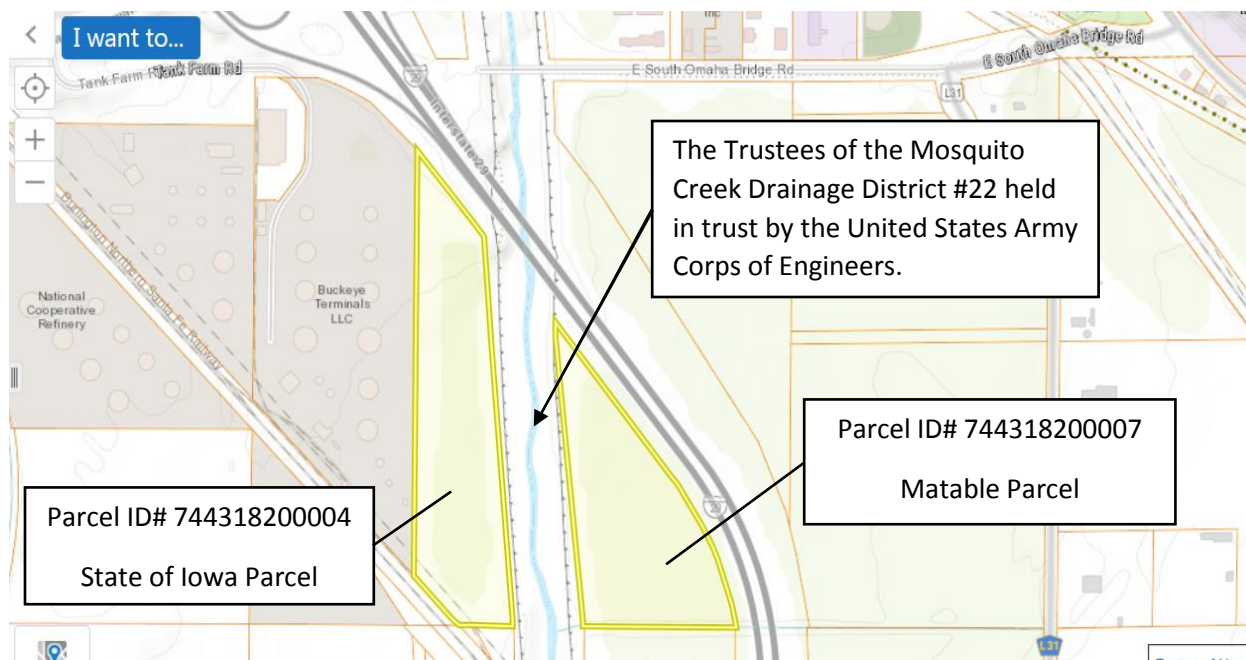 I want to...
Inc
Tank Farm Rd
Tank Farm Rd
29
E South Omaha Bridge Rd
E South Omaha Bridge Rd
L31
Interstate 29
The Trustees of the Mosquito
Creek Drainage District #22 held
in trust by the United States Army
Corps of Engineers.
Burlington Northern Santa Fe Railway
National
Cooperative
Refinery
Buckeye
Terminals
LLC
Parcel ID# 744318200007
Matable Parcel
Parcel ID# 744318200004
State of Iowa Parcel
29
L31